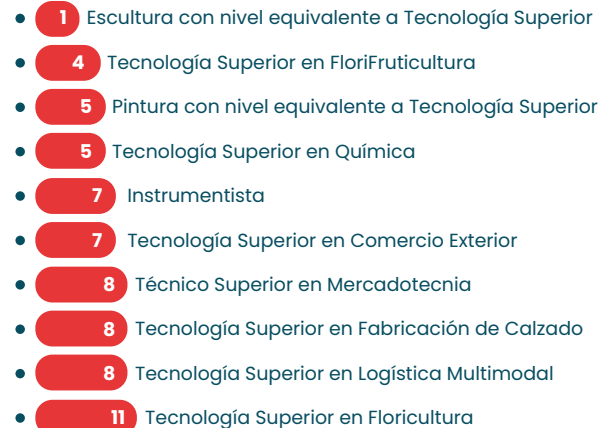 1 Escultura con nivel equivalente a Tecnología Superior
4 Tecnología Superior en FloriFruticultura
5 Pintura con nivel equivalente a Tecnología Superior
5 Tecnología Superior en Química
7 Instrumentista
7 Tecnología Superior en Comercio Exterior
8 Técnico Superior en Mercadotecnia
8 Tecnología Superior en Fabricación de Calzado
8 Tecnología Superior en Logística Multimodal
11 Tecnología Superior en Floricultura